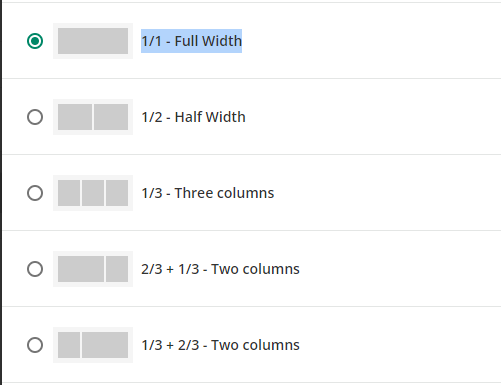 1/1 - Full Width
1/2 - Half Width
1/3 - Three columns
2/3 + 1/3 - Two columns
1/3 + 2/3 - Two columns